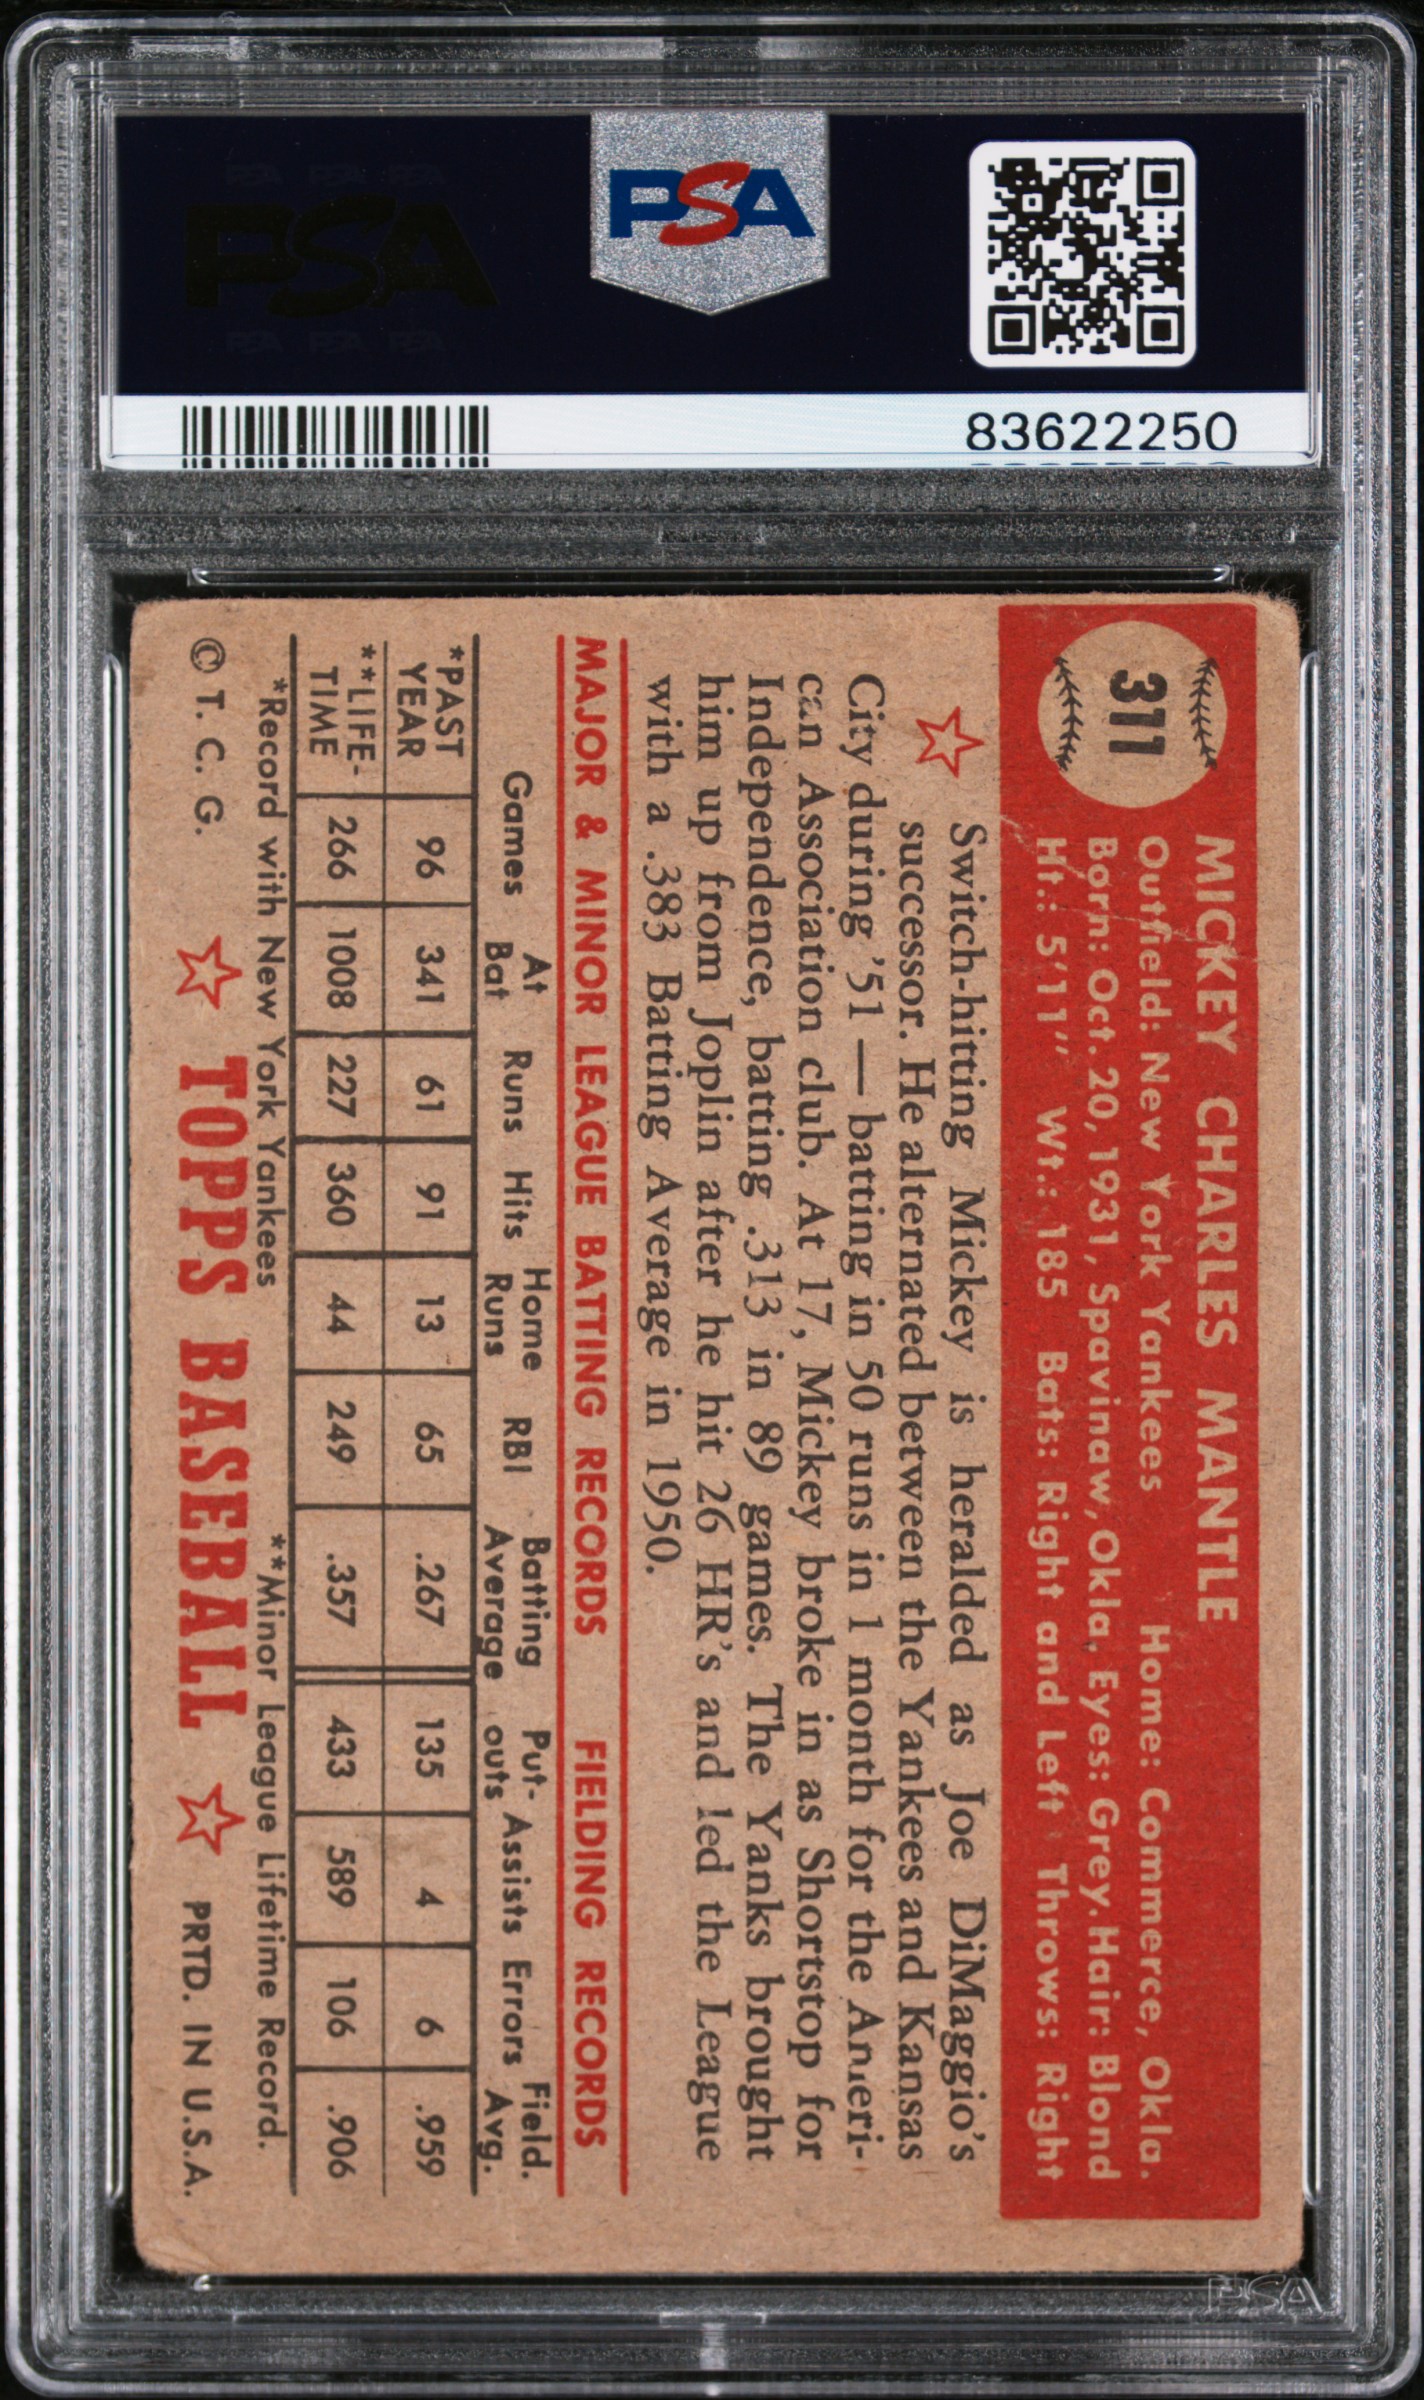 PSA
83622250
311
MICKEY CHARLES MANTLE
Outfield: New York Yankees Home: Commerce, Okla.
Born: Oct. 20, 1931, Spavinaw, Okla. Eyes: Grey. Hair: Blond
Ht.: 5'11" Wt.: 185 Bats: Right and Left Throws: Right
Switch-hitting Mickey is heralded as Joe DiMaggio's
successor. He alternated between the Yankees and Kansas
City during '51 — batting in 50 runs in 1 month for the Ameri-
can Association club. At 17, Mickey broke in as Shortstop for
Independence, batting .313 in 89 games. The Yanks brought
him up from Joplin after he hit 26 HR's and led the League
with a .383 Batting Average in 1950.
MAJOR & MINOR LEAGUE BATTING RECORDS FIELDING RECORDS
Games At Bat Runs Hits Home Runs RBI Batting Average Put-outs Assists Errors Field. Avg.
*PAST YEAR 96 341 61 91 13 65 .267 135 4 6 .959
**LIFE-TIME 266 1008 227 360 44 249 .357 433 589 106 .906
*Record with New York Yankees **Minor League Lifetime Record.
© T. C. G. TOPPS BASEBALL PRTD. IN U.S.A.
PSA